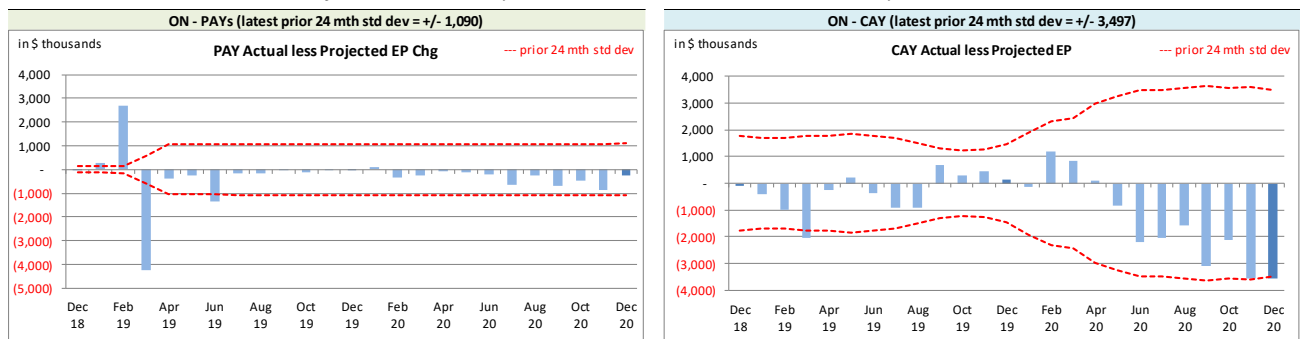 ON - PAYs (latest prior 24 mth std dev = +/- 1,090)
in $ thousands
PAY Actual less Projected EP Chg
--- prior 24 mth std dev
4,000
3,000
2,000
1,000
-
(1,000)
(2,000)
(3,000)
(4,000)
(5,000)
Dec Feb Apr Jun Aug Oct Dec Feb Apr Jun Aug Oct Dec
18 19 19 19 19 19 19 20 20 20 20 20 20
ON - CAY (latest prior 24 mth std dev = +/- 3,497)
in $ thousands
CAY Actual less Projected EP
--- prior 24 mth std dev
4,000
3,000
2,000
1,000
-
(1,000)
(2,000)
(3,000)
(4,000)
Dec Feb Apr Jun Aug Oct Dec Feb Apr Jun Aug Oct Dec
18 19 19 19 19 19 19 20 20 20 20 20 20